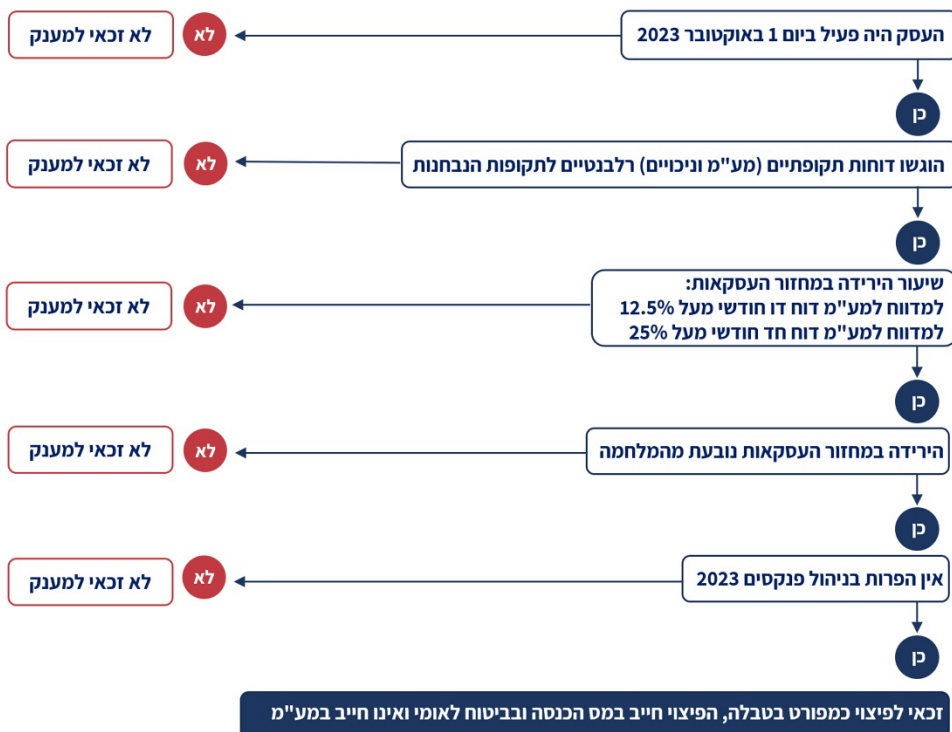 העסק היה פעיל ביום 1 באוקטובר 2023
לא
לא זכאי למענק
כן
הוגשו דוחות תקופתיים (מע"מ וניכויים) רלבנטיים לתקופות הנבחנות
לא
לא זכאי למענק
כן
שיעור הירידה במחזור העסקאות:
למדווח למע"מ דוח דו חודשי מעל 12.5%
למדווח למע"מ דוח חד חודשי מעל 25%
לא
לא זכאי למענק
כן
הירידה במחזור העסקאות נובעת מהמלחמה
לא
לא זכאי למענק
כן
אין הפרות בניהול פנקסים 2023
לא
לא זכאי למענק
כן
זכאי לפיצוי כמפורט בטבלה, הפיצוי חייב במס הכנסה ובביטוח לאומי ואינו חייב במע"מ